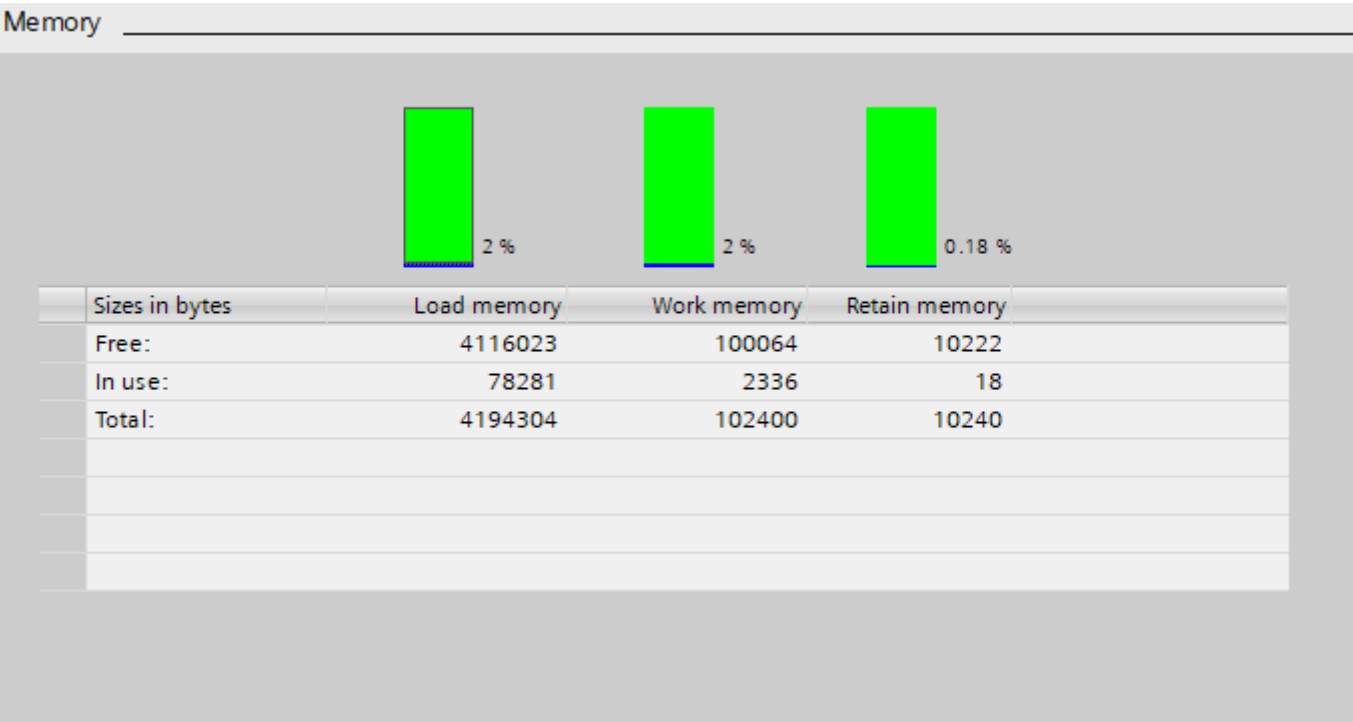 Memory
2 % 2 % 0.18 %
Sizes in bytes Load memory Work memory Retain memory
Free: 4116023 100064 10222
In use: 78281 2336 18
Total: 4194304 102400 10240